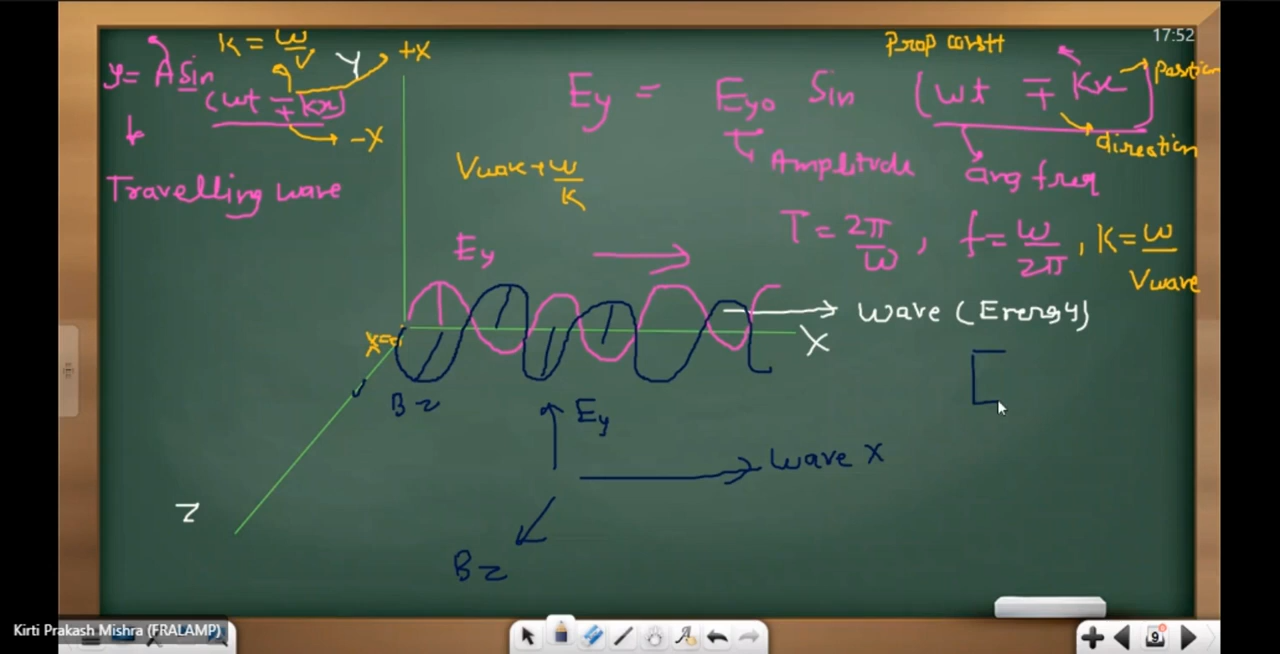 17:52
K = ω/v
y = A sin (ωt ∓ kx)
+X
-X
Travelling wave
Y
Prop constt
Ey = Eyo Sin (ωt ∓ Kx)
Position
direction
Amplitude
ang freq
Vwave → ω/K
T = 2π/ω, f = ω/2π, K = ω/Vwave
Ey
Wave (Energy)
X
X=0
Bz
Ey
Wave X
Bz
Z
Kirti Prakash Mishra (FRALAMP)
9